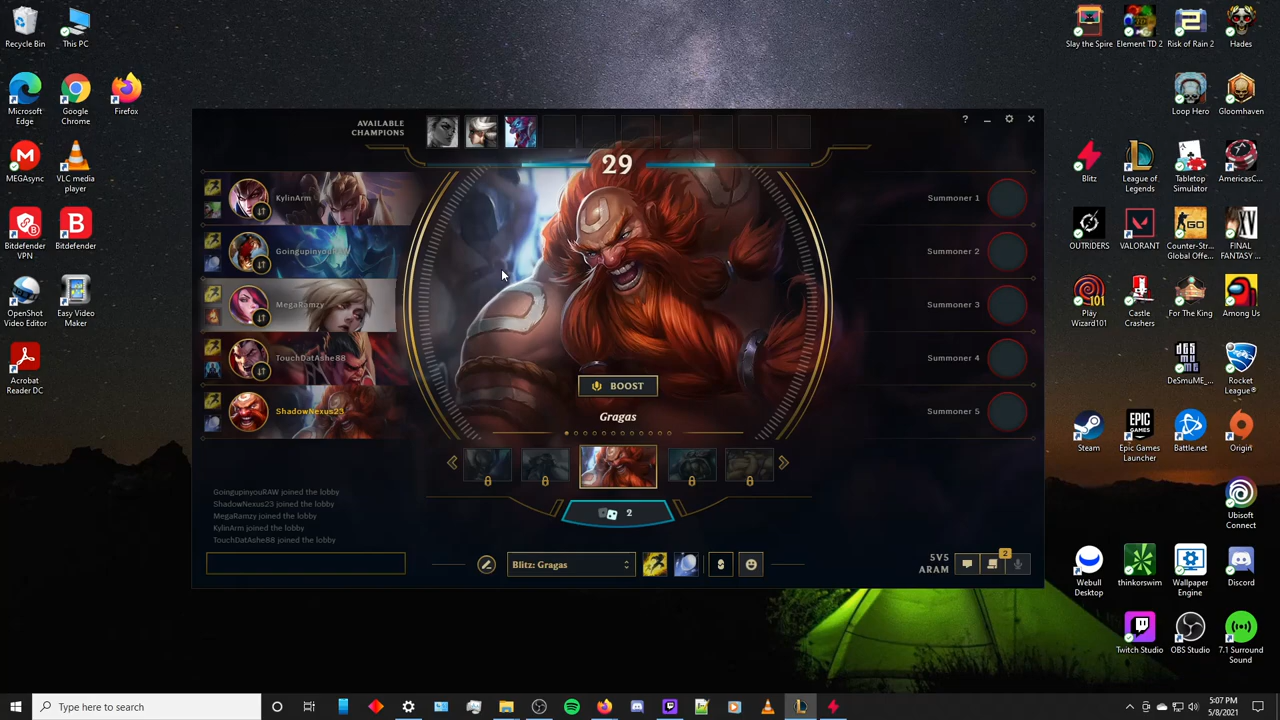 Recycle Bin
This PC
Microsoft
Edge
Google
Chrome
Firefox
MEGAsync
VLC media
player
Bitdefender
VPN
Bitdefender
OpenShot
Video Editor
Easy Video
Maker
Acrobat
Reader DC
AVAILABLE
CHAMPIONS
29
KylinArm
GoingupinyouRAW
MegaRamzy
TouchDatAshe88
ShadowNexus23
Summoner 1
Summoner 2
Summoner 3
Summoner 4
Summoner 5
BOOST
Gragas
2
GoingupinyouRAW joined the lobby
ShadowNexus23 joined the lobby
MegaRamzy joined the lobby
KylinArm joined the lobby
TouchDatAshe88 joined the lobby
Blitz: Gragas
5V5
ARAM
2
Slay the Spire
Element TD 2
Risk of Rain 2
Hades
Loop Hero
Gloomhaven
Blitz
League of
Legends
Tabletop
Simulator
AmericasC...
OUTRIDERS
VALORANT
Counter-Str...
Global Offe...
FINAL
FANTASY ...
Play
Wizard101
Castle
Crashers
For The King
Among Us
DeSmuME_...
Rocket
League®
Steam
Epic Games
Launcher
Battle.net
Origin
Ubisoft
Connect
Webull
Desktop
thinkorswim
Wallpaper
Engine
Discord
Twitch Studio
OBS Studio
7.1 Surround
Sound
Type here to search
5:07 PM
5/8/2021